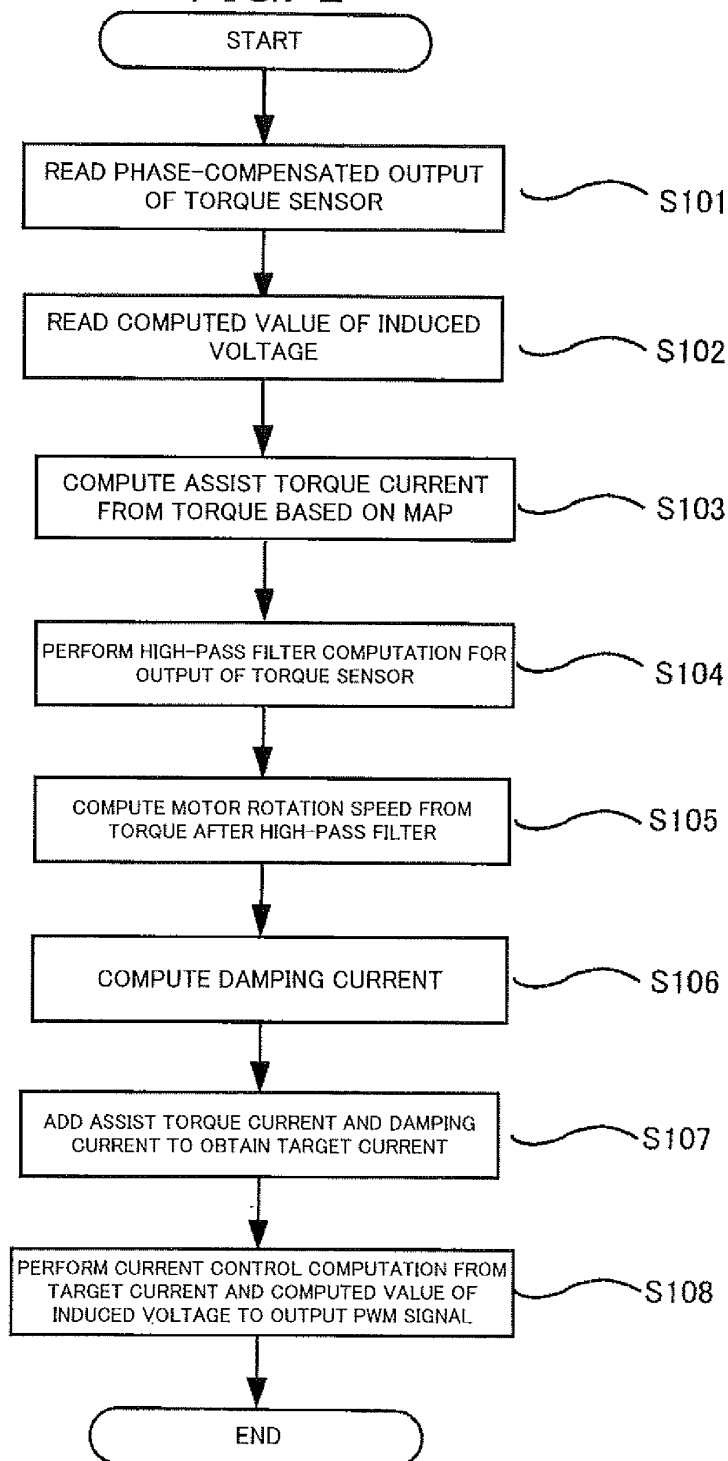 START
READ PHASE-COMPENSATED OUTPUT
OF TORQUE SENSOR
S101
READ COMPUTED VALUE OF INDUCED
VOLTAGE
S102
COMPUTE ASSIST TORQUE CURRENT
FROM TORQUE BASED ON MAP
S103
PERFORM HIGH-PASS FILTER COMPUTATION FOR
OUTPUT OF TORQUE SENSOR
S104
COMPUTE MOTOR ROTATION SPEED FROM
TORQUE AFTER HIGH-PASS FILTER
S105
COMPUTE DAMPING CURRENT
S106
ADD ASSIST TORQUE CURRENT AND DAMPING
CURRENT TO OBTAIN TARGET CURRENT
S107
PERFORM CURRENT CONTROL COMPUTATION FROM
TARGET CURRENT AND COMPUTED VALUE OF
INDUCED VOLTAGE TO OUTPUT PWM SIGNAL
S108
END